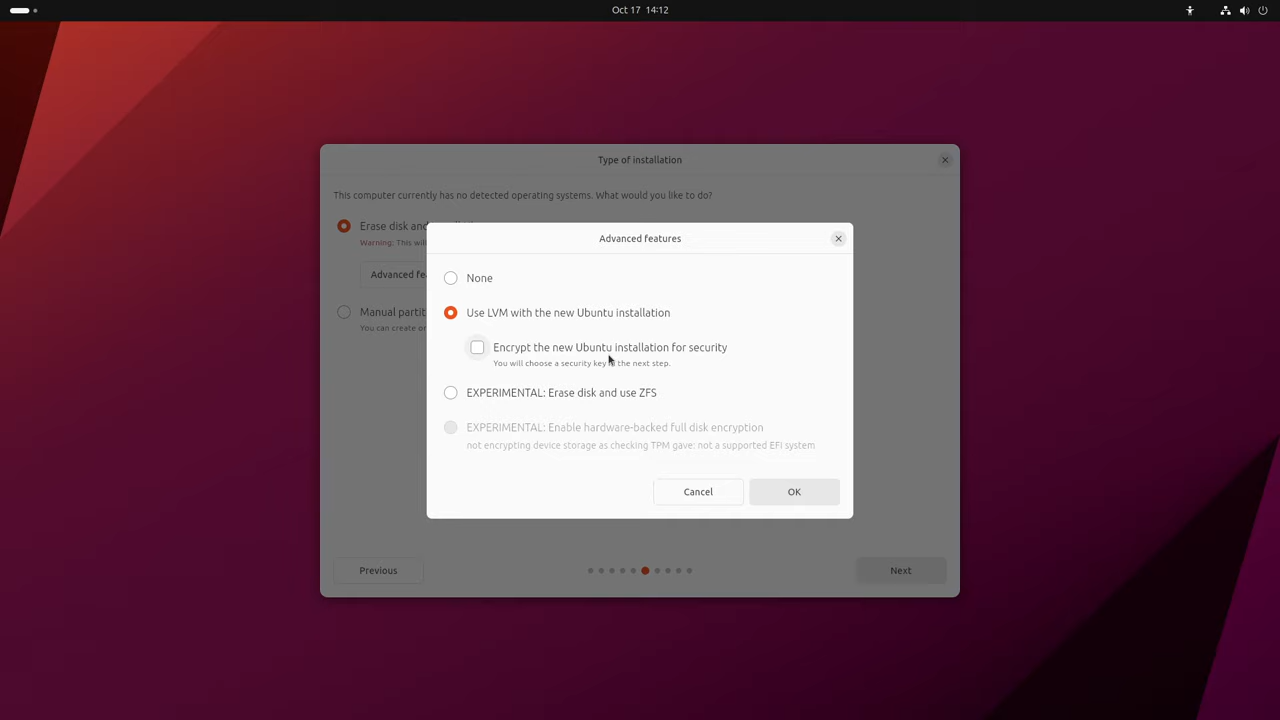 Oct 17 14:12
Type of installation
This computer currently has no detected operating systems. What would you like to do?
Erase disk and
Warning: This wil
Advanced fea
Manual partit
You can create or
Advanced features
None
Use LVM with the new Ubuntu installation
Encrypt the new Ubuntu installation for security
You will choose a security key in the next step.
EXPERIMENTAL: Erase disk and use ZFS
EXPERIMENTAL: Enable hardware-backed full disk encryption
not encrypting device storage as checking TPM gave: not a supported EFI system
Cancel
OK
Previous
Next